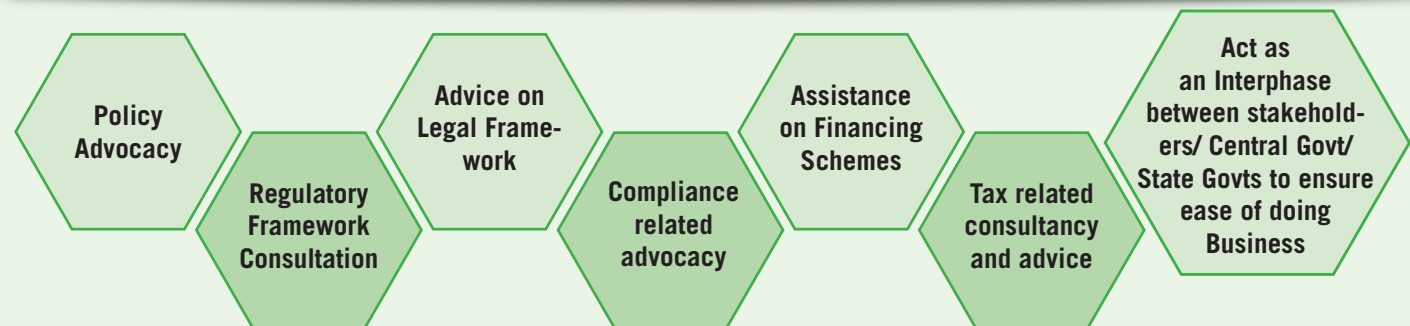 Policy
Advocacy
Regulatory
Framework
Consultation
Advice on
Legal Frame-
work
Compliance
related
advocacy
Assistance
on Financing
Schemes
Tax related
consultancy
and advice
Act as
an Interphase
between stakehold-
ers/ Central Govt/
State Govts to ensure
ease of doing
Business